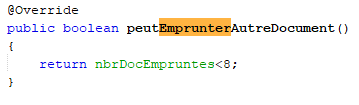 @Override
public boolean peutEmprunterAutreDocument()
{
return nbrDocEmpruntes<8;
}